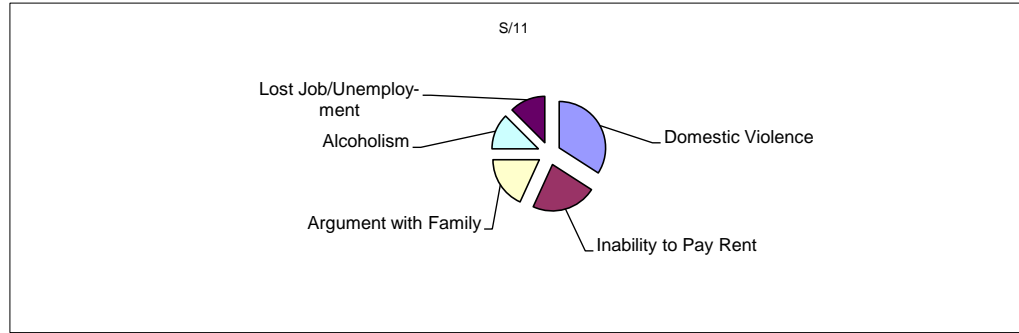 S/11
Lost Job/Unemploy-
ment
Alcoholism
Domestic Violence
Argument with Family
Inability to Pay Rent